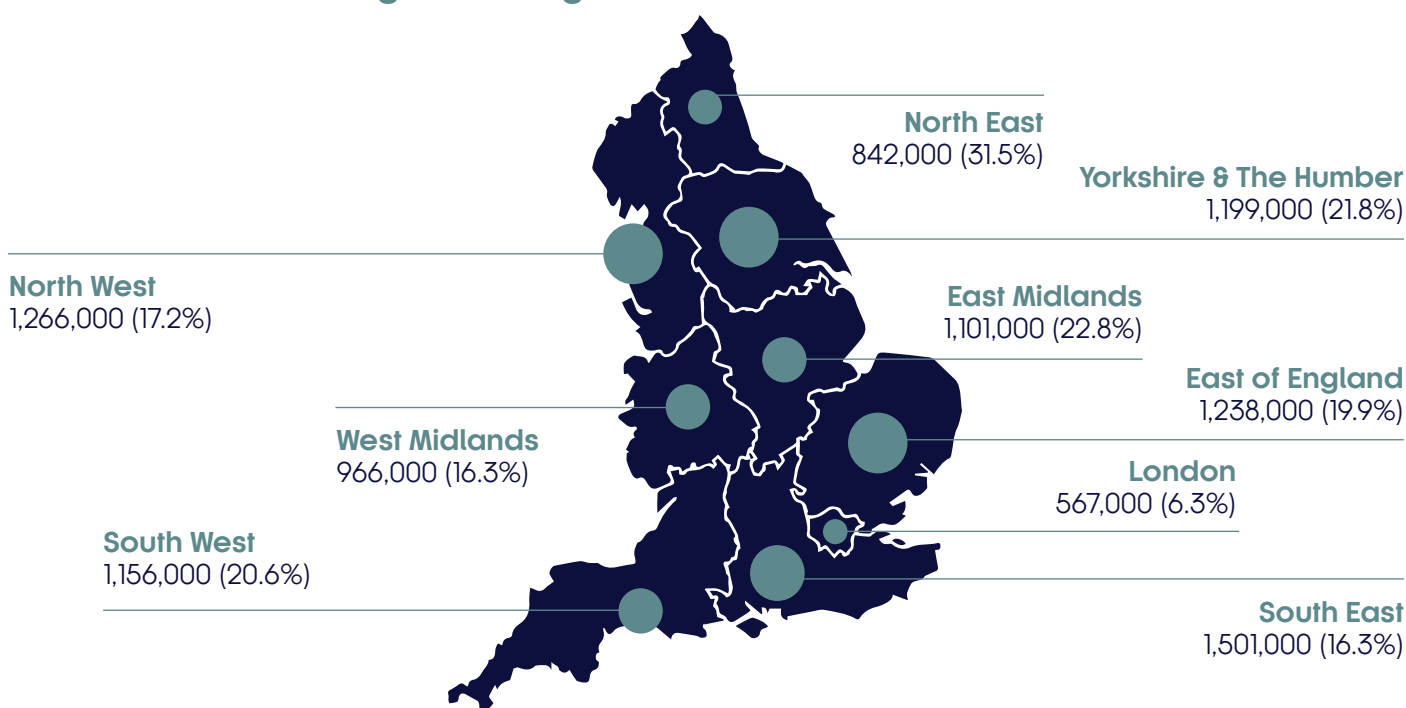 North East
842,000 (31.5%)
Yorkshire & The Humber
1,199,000 (21.8%)
North West
1,266,000 (17.2%)
East Midlands
1,101,000 (22.8%)
East of England
1,238,000 (19.9%)
West Midlands
966,000 (16.3%)
London
567,000 (6.3%)
South West
1,156,000 (20.6%)
South East
1,501,000 (16.3%)